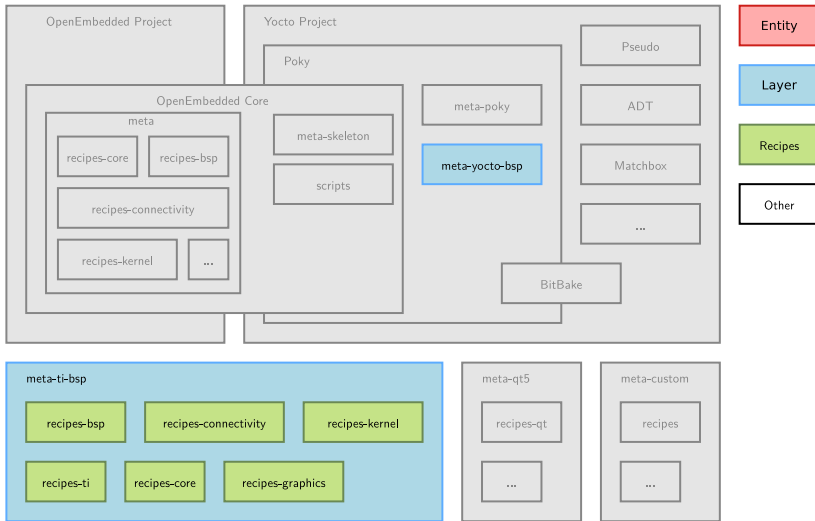 OpenEmbedded Project
Yocto Project
Entity
Poky
Pseudo
Layer
OpenEmbedded Core
meta
meta-skeleton
meta-poky
ADT
recipes-core
recipes-bsp
scripts
meta-yocto-bsp
Matchbox
Recipes
recipes-connectivity
...
Other
recipes-kernel
...
BitBake
meta-ti-bsp
recipes-bsp
recipes-connectivity
recipes-kernel
recipes-ti
recipes-core
recipes-graphics
meta-qt5
recipes-qt
...
meta-custom
recipes
...